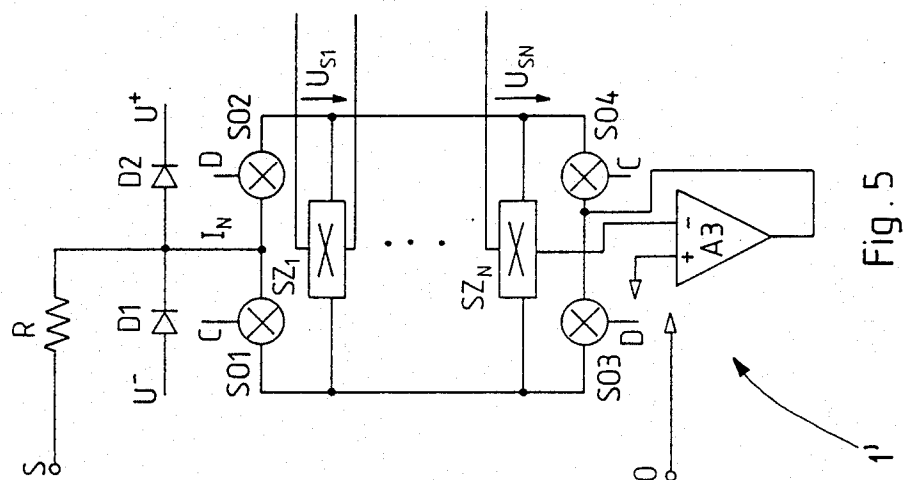 S
R
U⁻
D1
D2
U⁺
I_N
C
D
SO1
SO2
SZ₁
U_S1
• • •
SZ_N
U_SN
SO3
SO4
D
C
+
-
A3
0
1'
Fig. 5